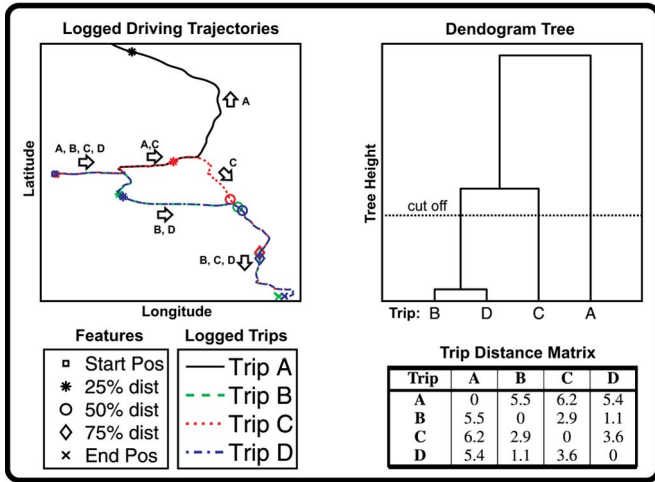 Logged Driving Trajectories
Latitude
A, B, C, D
A,C
A
C
B, D
B, C, D
Longitude
Features
Start Pos
25% dist
50% dist
75% dist
End Pos
Logged Trips
Trip A
Trip B
Trip C
Trip D
Dendogram Tree
Tree Height
cut off
Trip: B D C A
Trip Distance Matrix
Trip A B C D
A 0 5.5 6.2 5.4
B 5.5 0 2.9 1.1
C 6.2 2.9 0 3.6
D 5.4 1.1 3.6 0